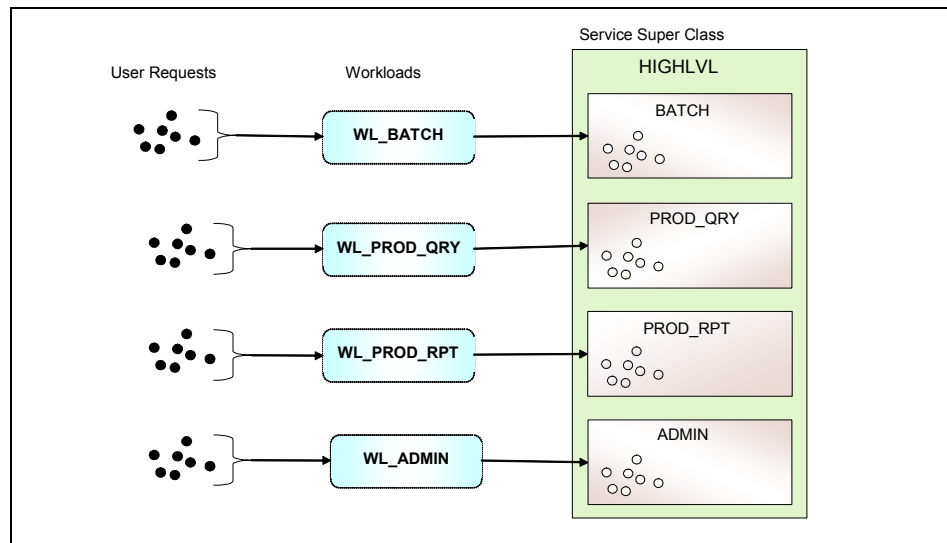 Service Super Class
User Requests
Workloads
HIGHLVL
WL_BATCH
BATCH
WL_PROD_QRY
PROD_QRY
WL_PROD_RPT
PROD_RPT
WL_ADMIN
ADMIN